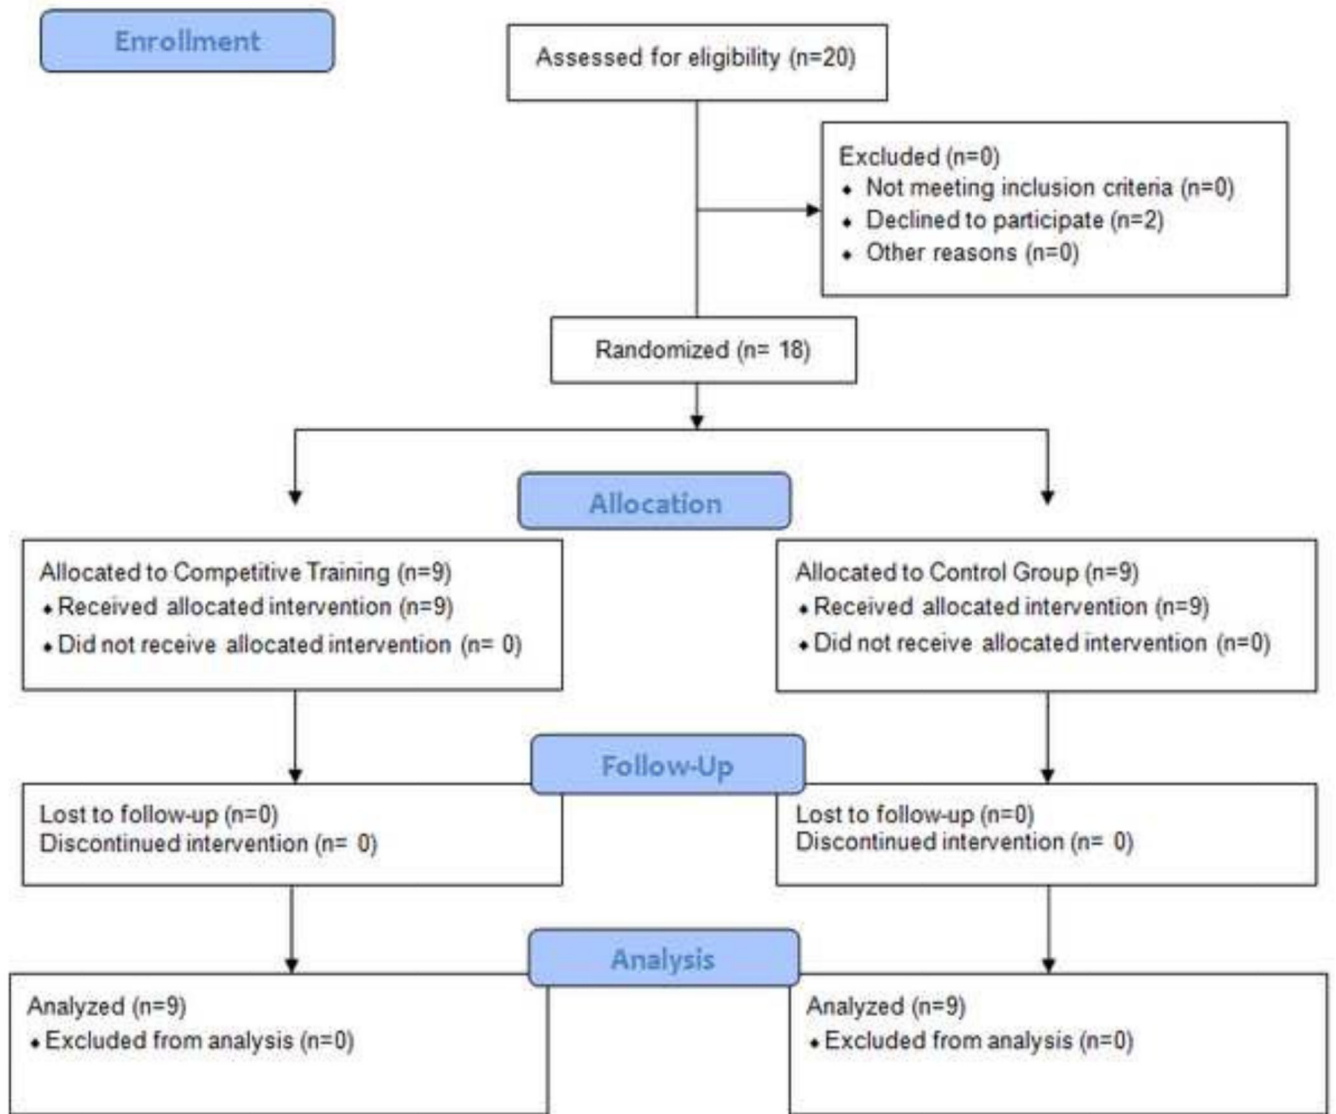 Enrollment
Assessed for eligibility (n=20)
Excluded (n=0)
⬥ Not meeting inclusion criteria (n=0)
⬥ Declined to participate (n=2)
⬥ Other reasons (n=0)
Randomized (n= 18)
Allocation
Allocated to Competitive Training (n=9)
⬥ Received allocated intervention (n=9)
⬥ Did not receive allocated intervention (n= 0)
Allocated to Control Group (n=9)
⬥ Received allocated intervention (n=9)
⬥ Did not receive allocated intervention (n=0)
Follow-Up
Lost to follow-up (n=0)
Discontinued intervention (n= 0)
Lost to follow-up (n=0)
Discontinued intervention (n= 0)
Analysis
Analyzed (n=9)
⬥ Excluded from analysis (n=0)
Analyzed (n=9)
⬥ Excluded from analysis (n=0)